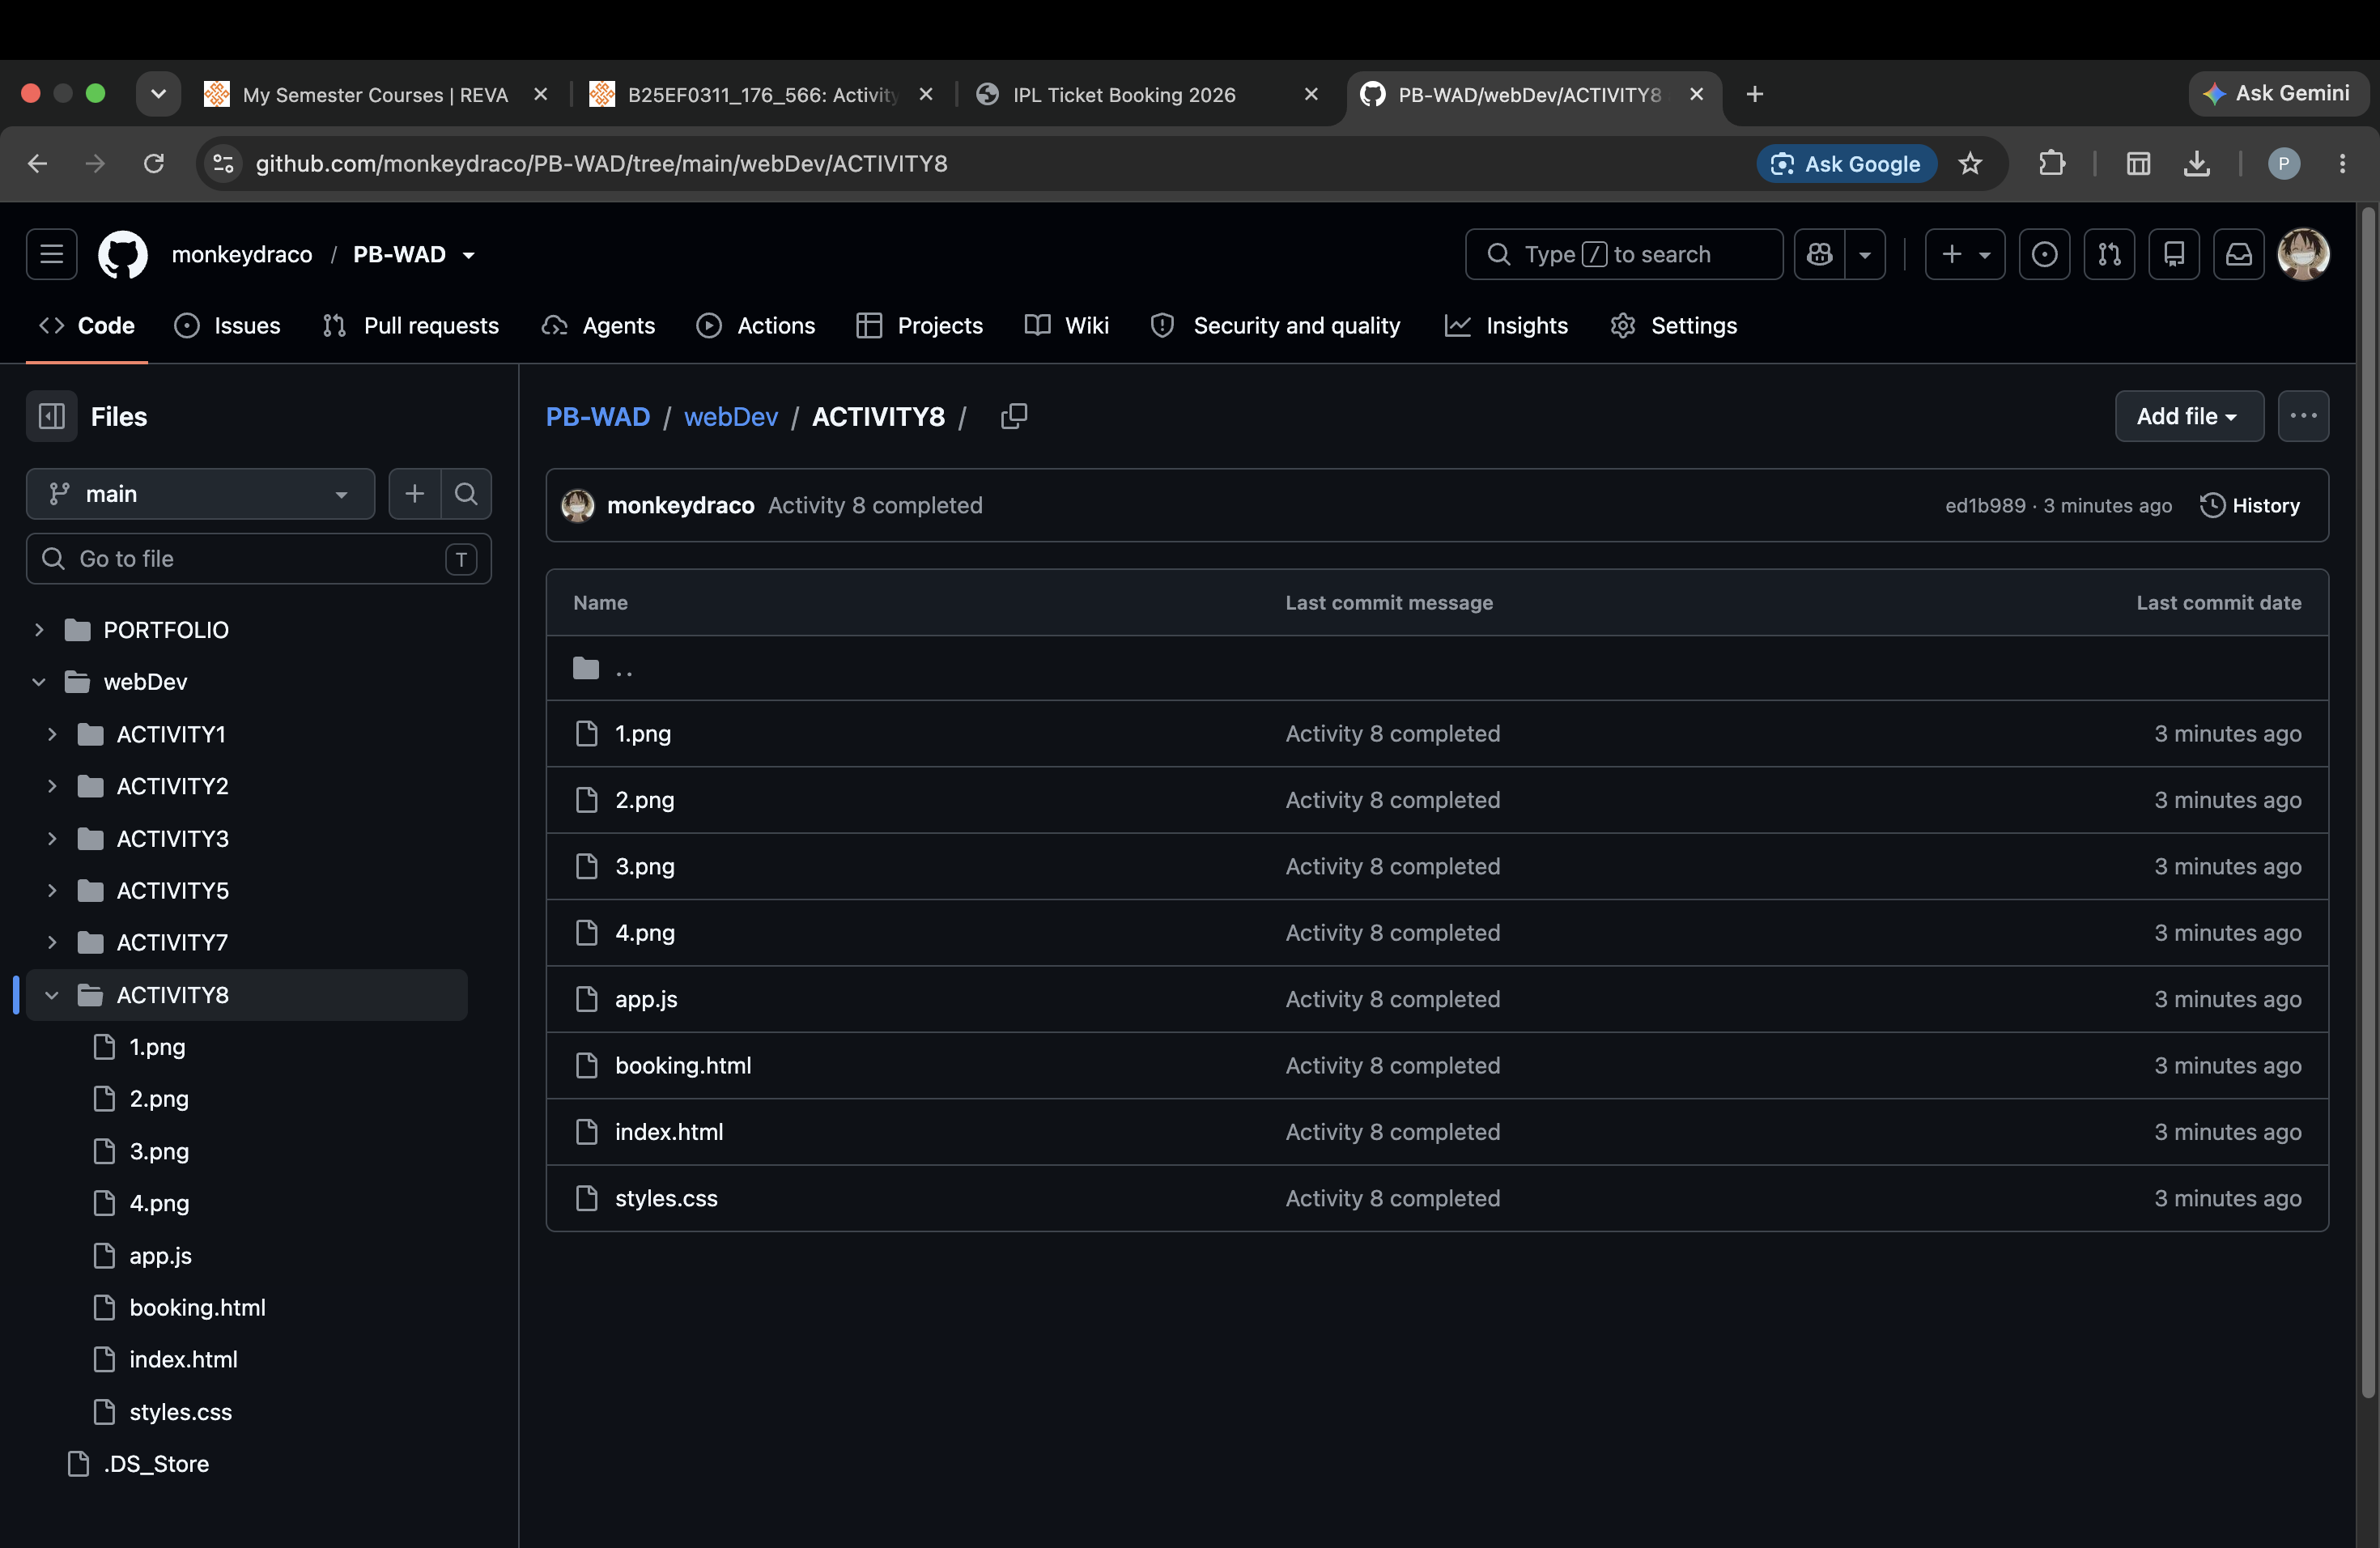 My Semester Courses | REVA
B25EF0311_176_566: Activity
IPL Ticket Booking 2026
PB-WAD/webDev/ACTIVITY8
Ask Gemini
github.com/monkeydraco/PB-WAD/tree/main/webDev/ACTIVITY8
Ask Google
P
monkeydraco / PB-WAD
Type / to search
Code
Issues
Pull requests
Agents
Actions
Projects
Wiki
Security and quality
Insights
Settings
Files
main
Go to file
T
PORTFOLIO
webDev
ACTIVITY1
ACTIVITY2
ACTIVITY3
ACTIVITY5
ACTIVITY7
ACTIVITY8
1.png
2.png
3.png
4.png
app.js
booking.html
index.html
styles.css
.DS_Store
PB-WAD / webDev / ACTIVITY8 /
Add file
monkeydraco Activity 8 completed
ed1b989 · 3 minutes ago
History
Name Last commit message Last commit date
..
1.png Activity 8 completed 3 minutes ago
2.png Activity 8 completed 3 minutes ago
3.png Activity 8 completed 3 minutes ago
4.png Activity 8 completed 3 minutes ago
app.js Activity 8 completed 3 minutes ago
booking.html Activity 8 completed 3 minutes ago
index.html Activity 8 completed 3 minutes ago
styles.css Activity 8 completed 3 minutes ago